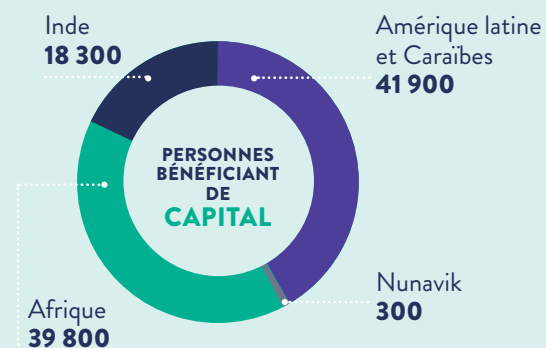 Inde
18 300
Amérique latine
et Caraïbes
41 900
PERSONNES
BÉNÉFICIANT
DE
CAPITAL
Nunavik
300
Afrique
39 800